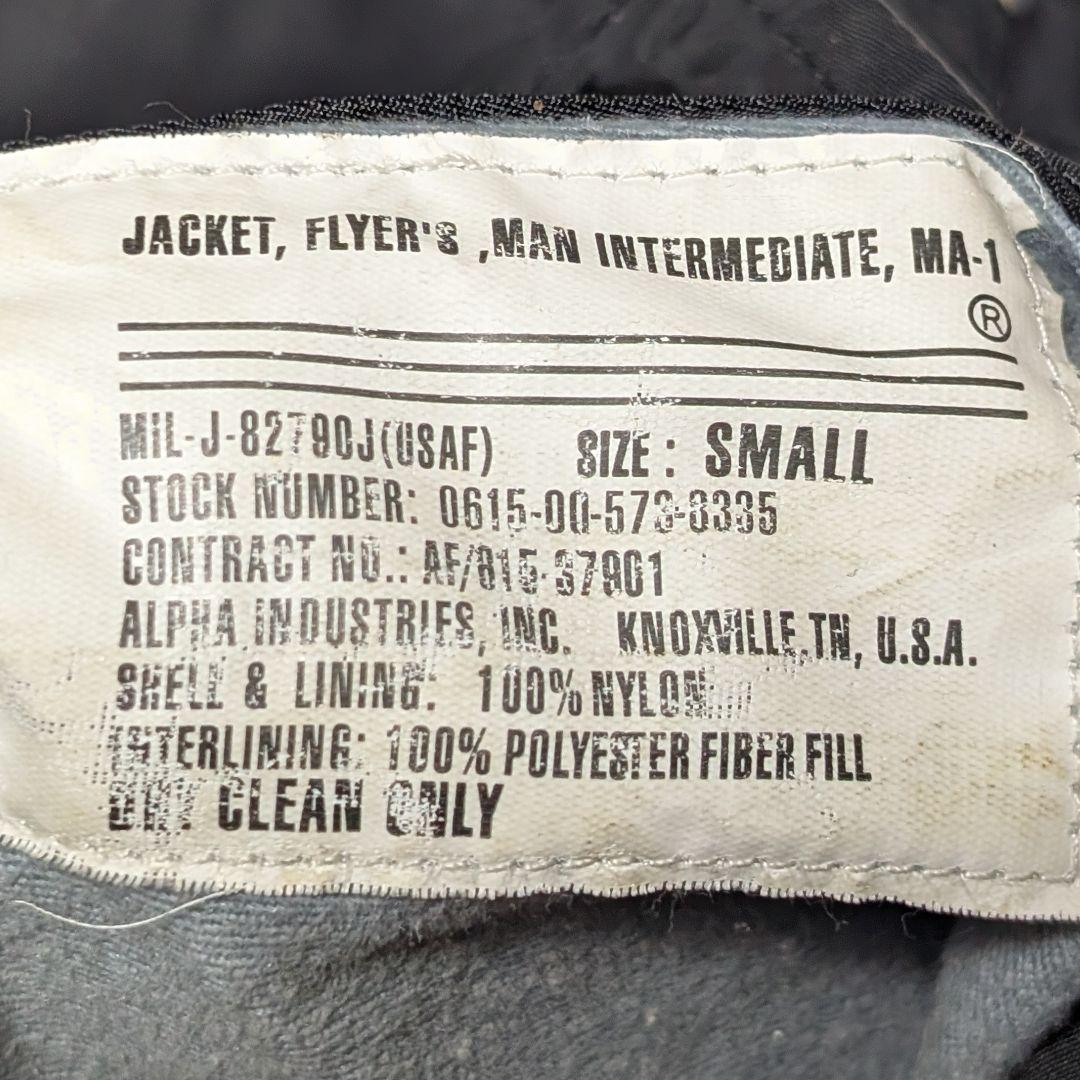 JACKET, FLYER'S ,MAN INTERMEDIATE, MA-1
®
MIL-J-82790J(USAF) SIZE: SMALL
STOCK NUMBER: 0615-00-573-8335
CONTRACT NO.: AF/815-37901
ALPHA INDUSTRIES, INC. KNOXVILLE,TN, U.S.A.
SHELL & LINING: 100% NYLON
INTERLINING: 100% POLYESTER FIBER FILL
DRY CLEAN ONLY